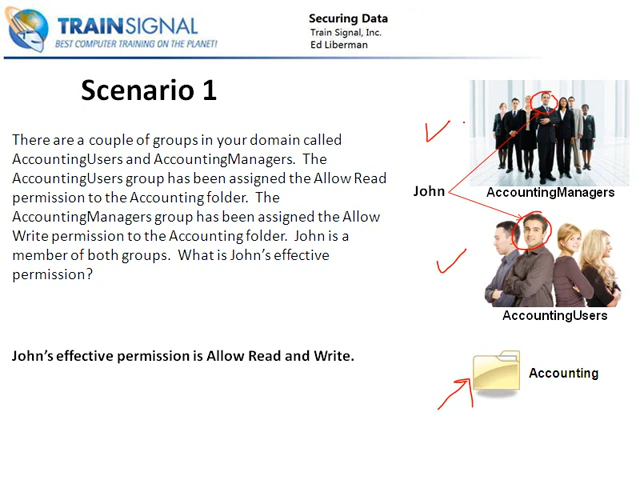 TRAINSIGNAL
BEST COMPUTER TRAINING ON THE PLANET!
Securing Data
Train Signal, Inc.
Ed Liberman
Scenario 1
There are a couple of groups in your domain called
AccountingUsers and AccountingManagers.  The
AccountingUsers group has been assigned the Allow Read
permission to the Accounting folder.  The
AccountingManagers group has been assigned the Allow
Write permission to the Accounting folder.  John is a
member of both groups.  What is John's effective
permission?
John's effective permission is Allow Read and Write.
John
AccountingManagers
AccountingUsers
Accounting